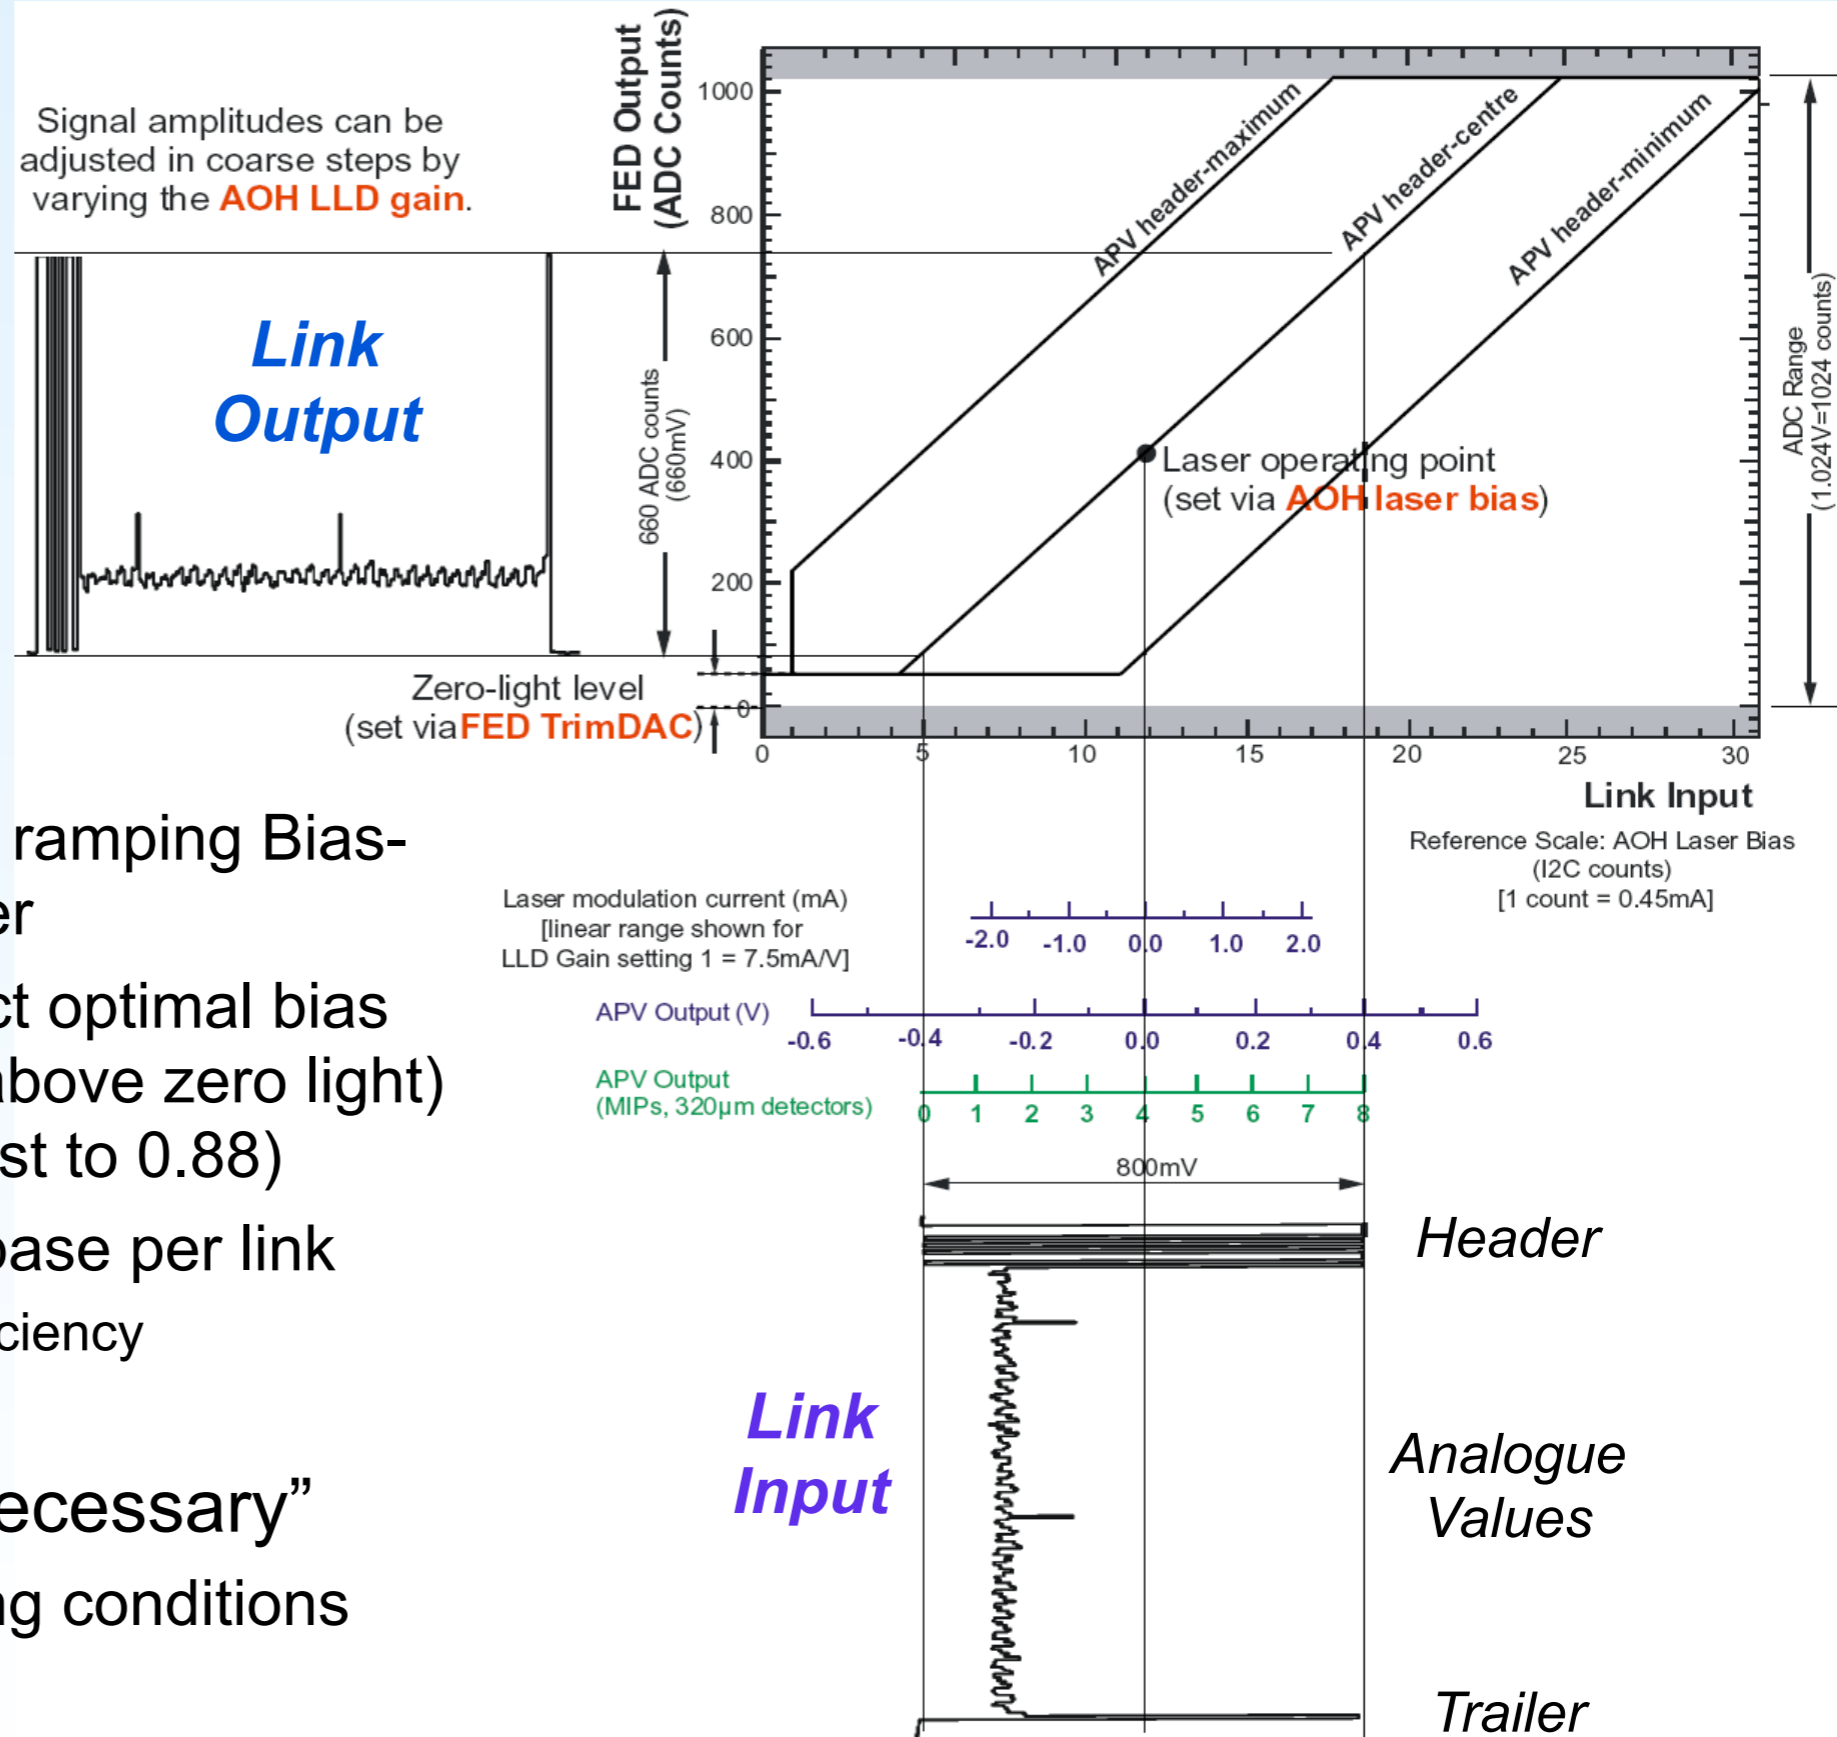 Signal amplitudes can be
adjusted in coarse steps by
varying the AOH LLD gain.
FED Output
(ADC Counts)
1000
800
600
400
200
0
APV header-maximum
APV header-centre
APV header-minimum
ADC Range
(1.024V=1024 counts)
Link
Output
660 ADC counts
(660mV)
Laser operating point
(set via AOH laser bias)
Zero-light level
(set via FED TrimDAC)
0 5 10 15 20 25 30
Link Input
Reference Scale: AOH Laser Bias
(I2C counts)
[1 count = 0.45mA]
ramping Bias-
er
ct optimal bias
above zero light)
st to 0.88)
base per link
ciency
ecessary”
ng conditions
Laser modulation current (mA)
[linear range shown for
LLD Gain setting 1 = 7.5mA/V]
-2.0 -1.0 0.0 1.0 2.0
APV Output (V)
-0.6 -0.4 -0.2 0.0 0.2 0.4 0.6
APV Output
(MIPs, 320µm detectors)
0 1 2 3 4 5 6 7 8
800mV
Header
Link
Input
Analogue
Values
Trailer